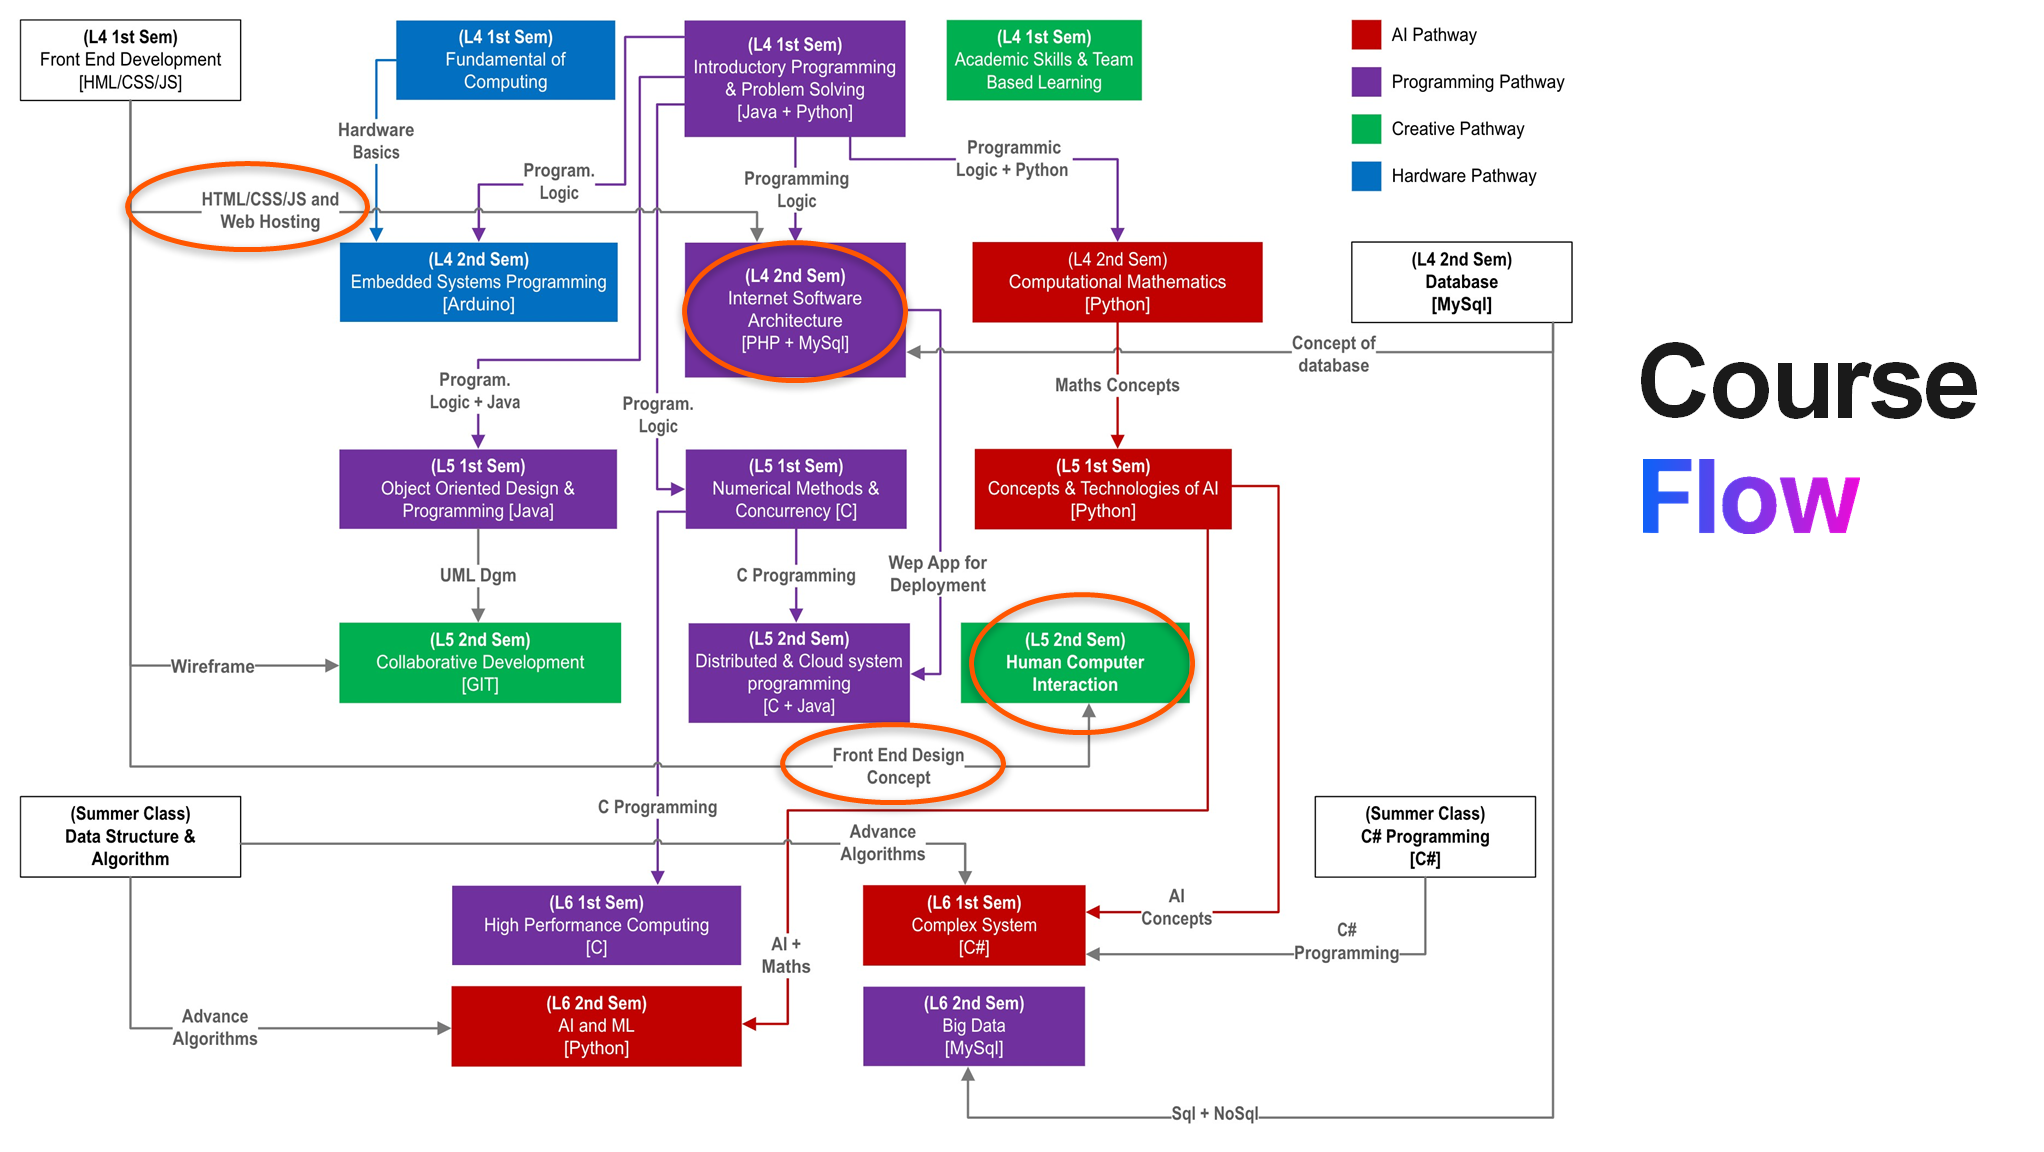 (L4 1st Sem)
Front End Development
[HML/CSS/JS]
(L4 1st Sem)
Fundamental of
Computing
(L4 1st Sem)
Introductory Programming
& Problem Solving
[Java + Python]
(L4 1st Sem)
Academic Skills & Team
Based Learning
AI Pathway
Programming Pathway
Creative Pathway
Hardware Pathway
Hardware
Basics
Program.
Logic
Programming
Logic
Programmic
Logic + Python
HTML/CSS/JS and
Web Hosting
(L4 2nd Sem)
Embedded Systems Programming
[Arduino]
(L4 2nd Sem)
Internet Software
Architecture
[PHP + MySql]
(L4 2nd Sem)
Computational Mathematics
[Python]
(L4 2nd Sem)
Database
[MySql]
Concept of
database
Course
Flow
Program.
Logic + Java
Program.
Logic
Maths Concepts
(L5 1st Sem)
Object Oriented Design &
Programming [Java]
(L5 1st Sem)
Numerical Methods &
Concurrency [C]
(L5 1st Sem)
Concepts & Technologies of AI
[Python]
UML Dgm
C Programming
Wep App for
Deployment
(L5 2nd Sem)
Collaborative Development
[GIT]
(L5 2nd Sem)
Distributed & Cloud system
programming
[C + Java]
(L5 2nd Sem)
Human Computer
Interaction
Wireframe
Front End Design
Concept
(Summer Class)
Data Structure &
Algorithm
C Programming
Advance
Algorithms
(Summer Class)
C# Programming
[C#]
(L6 1st Sem)
High Performance Computing
[C]
(L6 1st Sem)
Complex System
[C#]
AI
Concepts
C#
Programming
AI +
Maths
(L6 2nd Sem)
AI and ML
[Python]
(L6 2nd Sem)
Big Data
[MySql]
Advance
Algorithms
Sql + NoSql